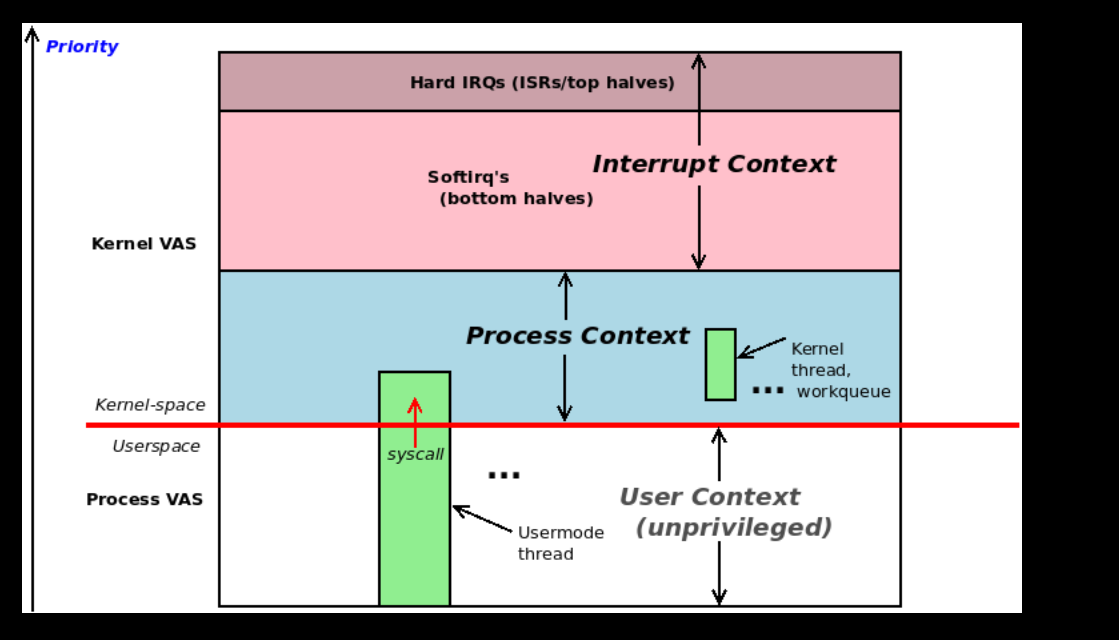 Priority
Hard IRQs (ISRs/top halves)
Interrupt Context
Softirq's
(bottom halves)
Kernel VAS
Process Context
Kernel
thread,
... workqueue
Kernel-space
Userspace
syscall
...
Process VAS
User Context
(unprivileged)
Usermode
thread